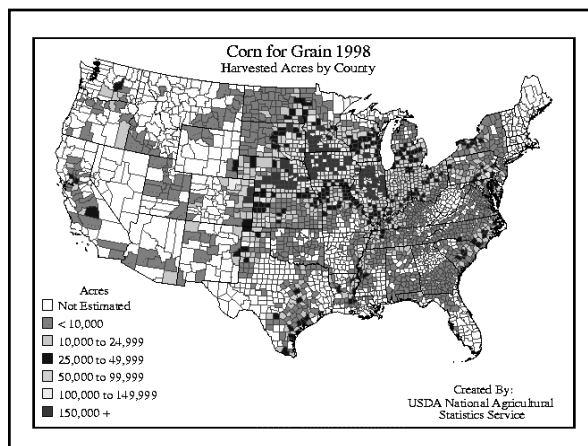 Corn for Grain 1998
Harvested Acres by County
Acres
Not Estimated
< 10,000
10,000 to 24,999
25,000 to 49,999
50,000 to 99,999
100,000 to 149,999
150,000 +
Created By:
USDA National Agricultural
Statistics Service